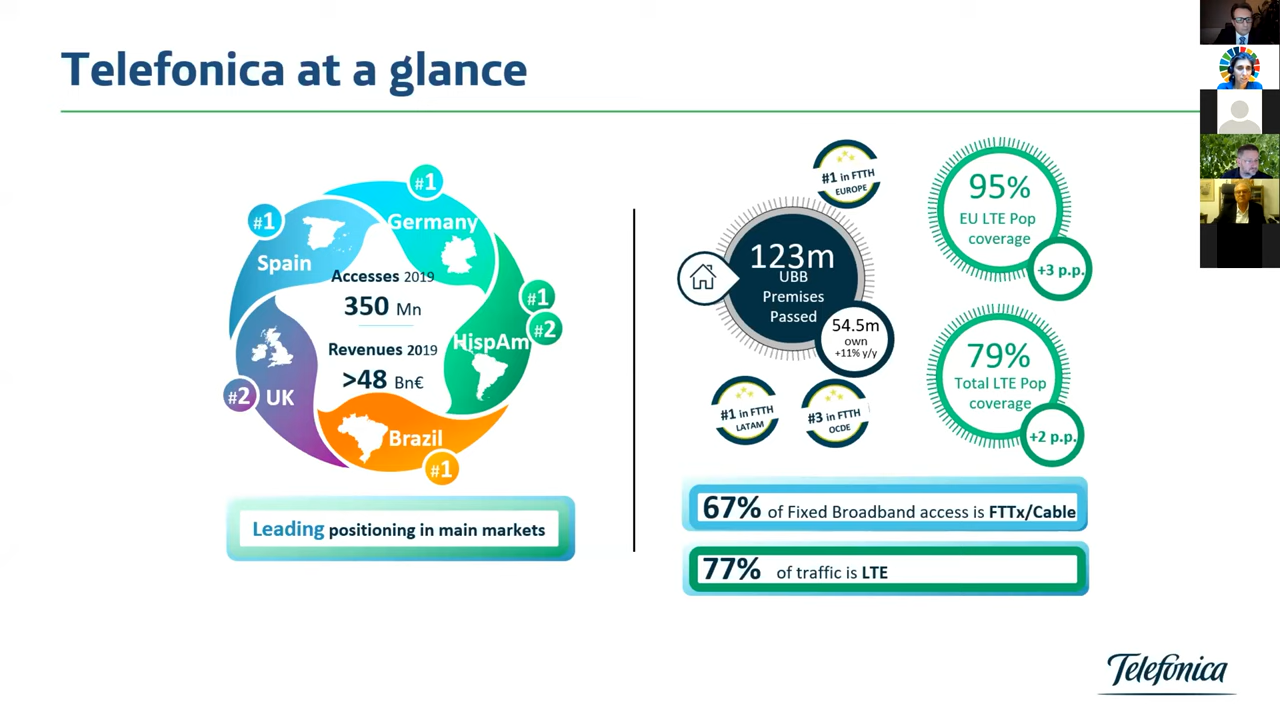 Telefonica at a glance
#1
Germany
#1
Spain
Accesses 2019
350 Mn
Revenues 2019
>48 Bn€
#1
#2
HispAm
#2
UK
Brazil
#1
Leading positioning in main markets
#1 in FTTH
EUROPE
123m
UBB
Premises
Passed
54.5m
own
+11% y/y
#1 in FTTH
LATAM
#3 in FTTH
OCDE
95%
EU LTE Pop
coverage
+3 p.p.
79%
Total LTE Pop
coverage
+2 p.p.
67% of Fixed Broadband access is FTTx/Cable
77% of traffic is LTE
Telefónica